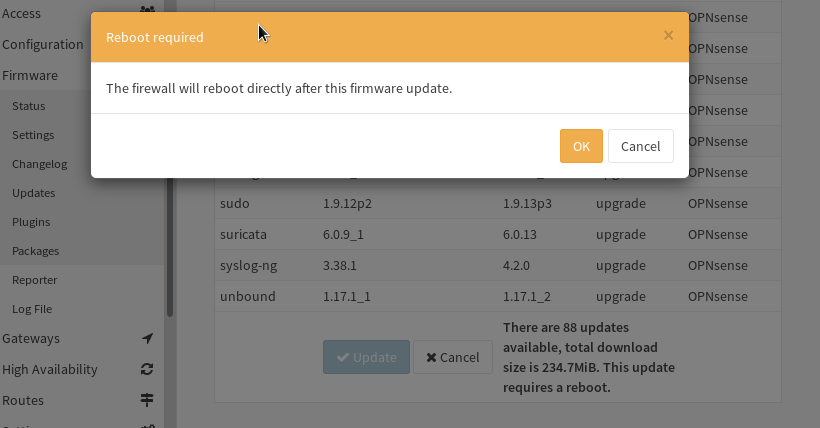 Access
Configuration
Firmware
Status
Settings
Changelog
Updates
Plugins
Packages
Reporter
Log File
Gateways
High Availability
Routes
Reboot required ×
The firewall will reboot directly after this firmware update.
OK Cancel
OPNsense
OPNsense
OPNsense
OPNsense
OPNsense
OPNsense
sudo 1.9.12p2 1.9.13p3 upgrade OPNsense
suricata 6.0.9_1 6.0.13 upgrade OPNsense
syslog-ng 3.38.1 4.2.0 upgrade OPNsense
unbound 1.17.1_1 1.17.1_2 upgrade OPNsense
Update Cancel
There are 88 updates
available, total download
size is 234.7MiB. This update
requires a reboot.